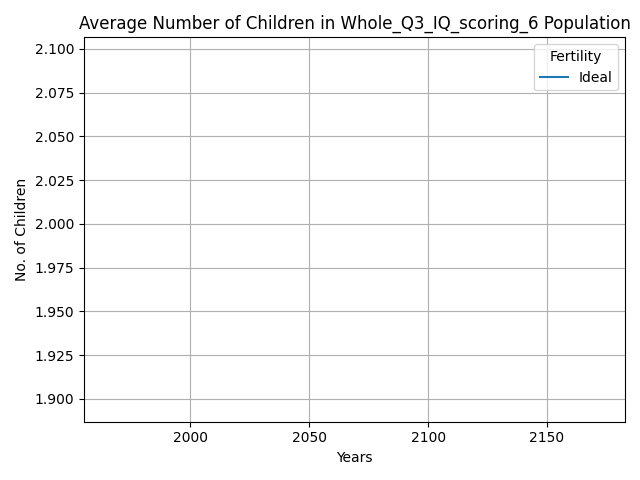 Average Number of Children in Whole_Q3_IQ_scoring_6 Population
Fertility
Ideal
No. of Children
2.100
2.075
2.050
2.025
2.000
1.975
1.950
1.925
1.900
2000
2050
2100
2150
Years